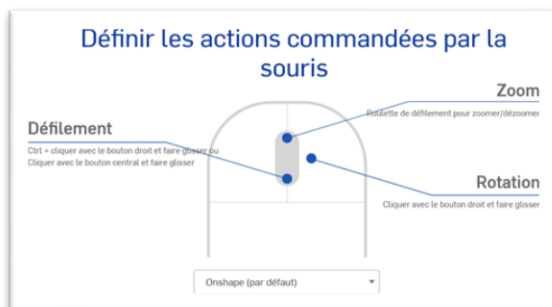 Définir les actions commandées par la
souris
Zoom
Roulette de défilement pour zoomer/dézoomer
Défilement
Ctrl + cliquer avec le bouton droit et faire glisser ou
Cliquer avec le bouton central et faire glisser
Rotation
Cliquer avec le bouton droit et faire glisser
Onshape (par défaut)